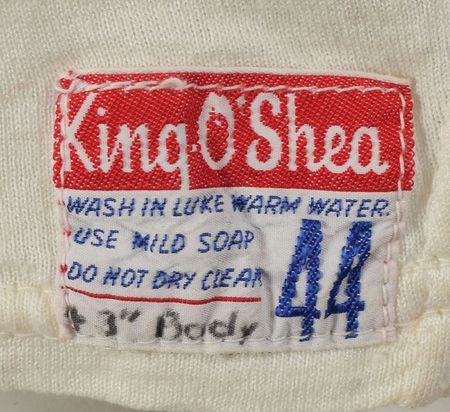 King-O'Shea
WASH IN LUKE WARM WATER.
USE MILD SOAP
DO NOT DRY CLEAN
44
+ 3" Body